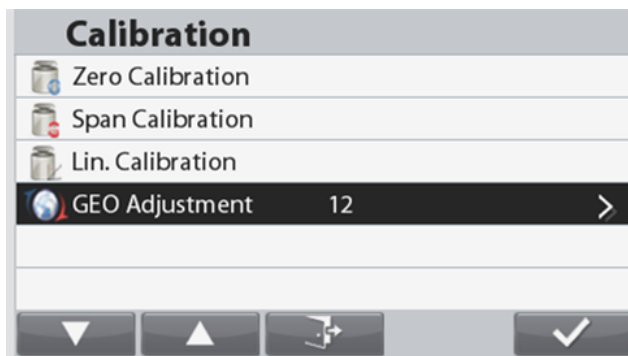 Calibration
Zero Calibration
Span Calibration
Lin. Calibration
GEO Adjustment 12